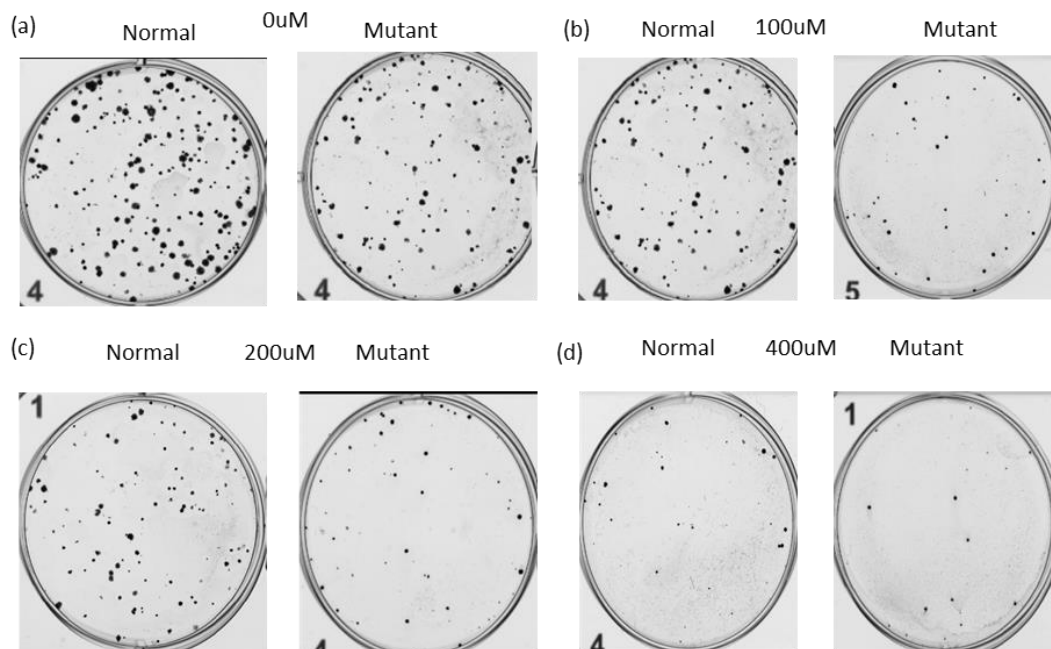 (a) Normal 0uM Mutant
(b) Normal 100uM Mutant
4 4 4 5
(c) Normal 200uM Mutant
(d) Normal 400uM Mutant
1 1
4 4